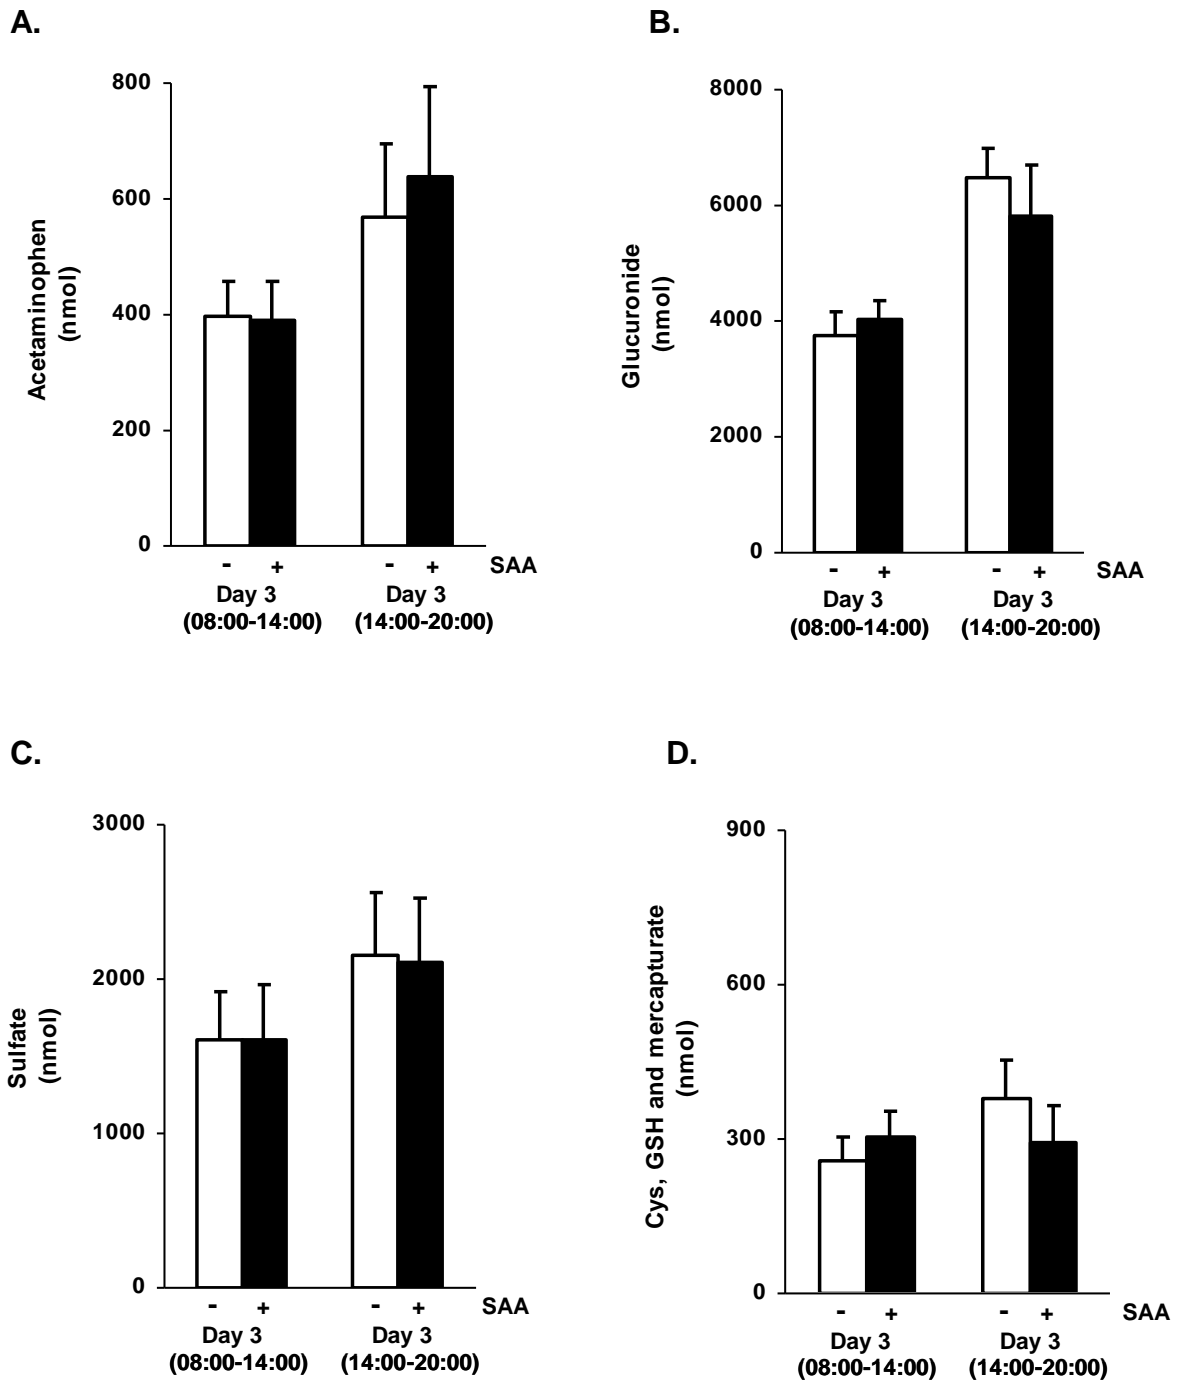 A.
800
600
400
200
0
Acetaminophen
(nmol)
- + - + SAA
Day 3 Day 3
(08:00-14:00) (14:00-20:00)
B.
8000
6000
4000
2000
0
Glucuronide
(nmol)
- + - + SAA
Day 3 Day 3
(08:00-14:00) (14:00-20:00)
C.
3000
2000
1000
0
Sulfate
(nmol)
- + - + SAA
Day 3 Day 3
(08:00-14:00) (14:00-20:00)
D.
900
600
300
0
Cys, GSH and mercapturate
(nmol)
- + - + SAA
Day 3 Day 3
(08:00-14:00) (14:00-20:00)